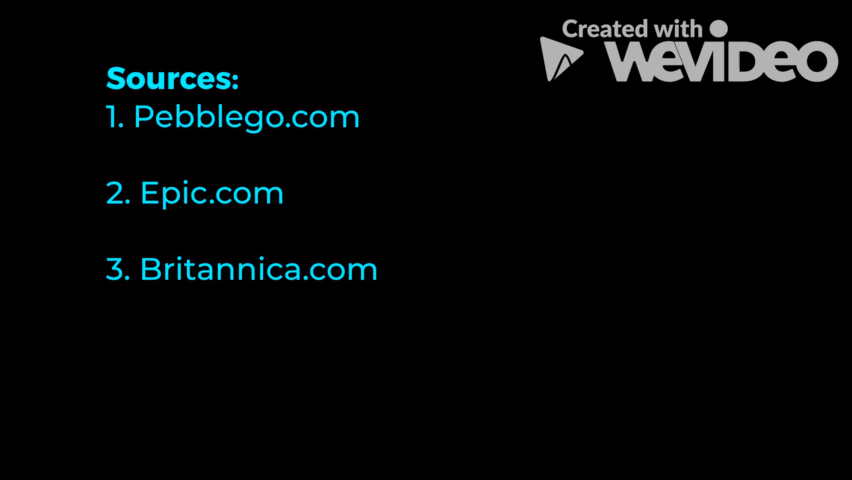 Created with
WEVIDEO
Sources:
1. Pebblego.com
2. Epic.com
3. Britannica.com